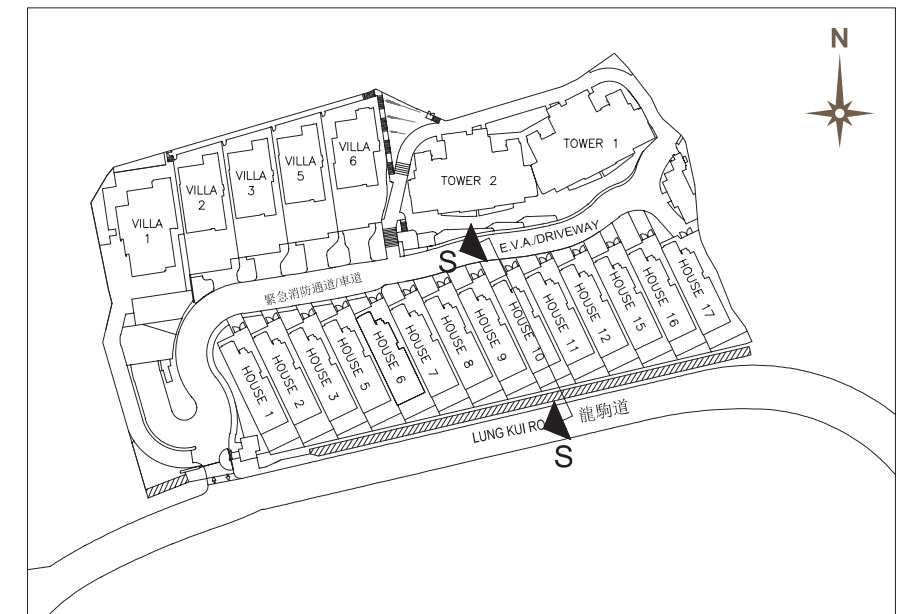 N
TOWER 1
TOWER 2
VILLA
6
VILLA
5
VILLA
3
VILLA
2
VILLA
1
E.V.A./DRIVEWAY
S
緊急消防通道/車道
HOUSE 1
HOUSE 2
HOUSE 3
HOUSE 5
HOUSE 6
HOUSE 7
HOUSE 8
HOUSE 9
HOUSE 10
HOUSE 11
HOUSE 12
HOUSE 15
HOUSE 16
HOUSE 17
LUNG KUI RO
龍駒道
S